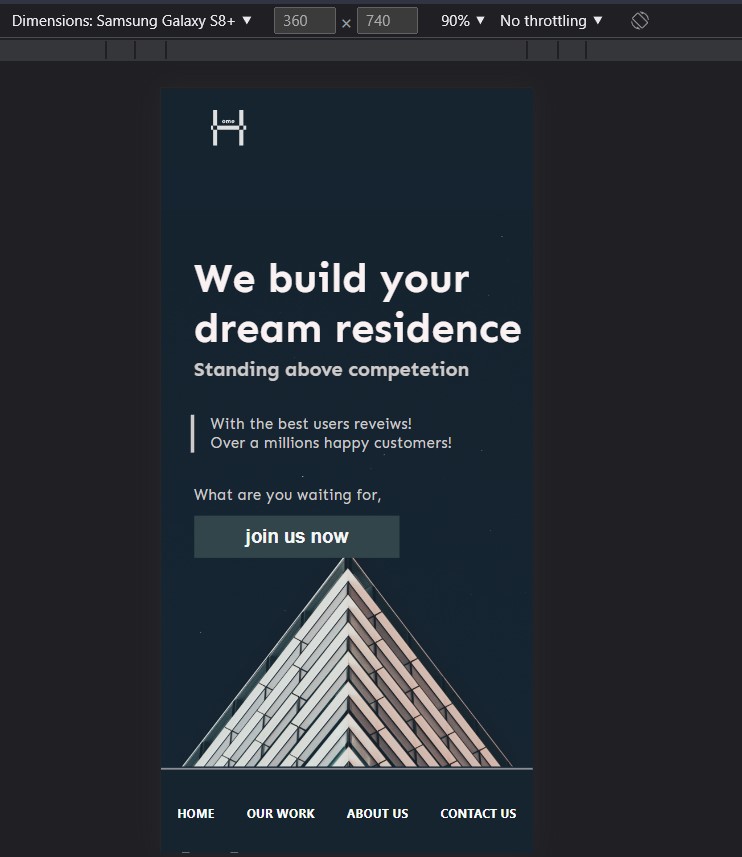 Dimensions: Samsung Galaxy S8+ ▼ 360 × 740 90% ▼ No throttling ▼
ome
We build your
dream residence
Standing above competetion
With the best users reveiws!
Over a millions happy customers!
What are you waiting for,
join us now
HOME OUR WORK ABOUT US CONTACT US